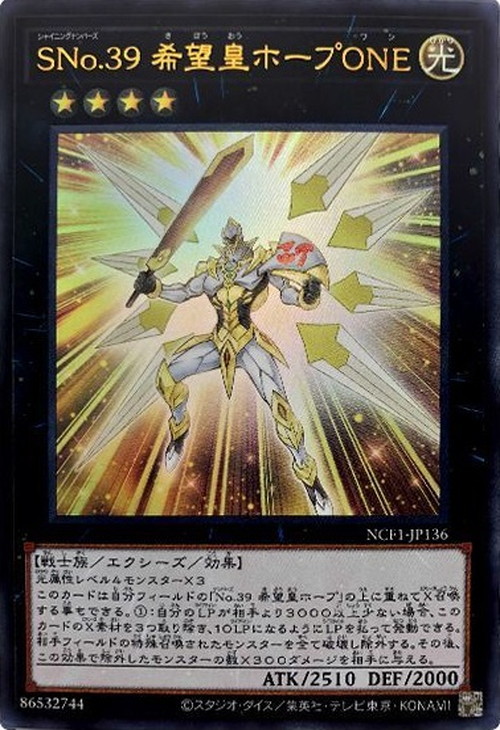 シャイニングナンバーズ きぼうおう ワン
SNo.39 希望皇ホープONE
光
NCF1-JP136
【戦士族／エクシーズ／効果】
光属性レベル4モンスター×3
このカードは自分フィールドの「No.39 希望皇ホープ」の上に重ねてX召喚
する事もできる。①：自分のLPが相手より3000以上少ない場合、この
カードのX素材を3つ取り除き、10LPになるようにLPを払って発動できる。
相手フィールドの特殊召喚されたモンスターを全て破壊し除外する。その後、
この効果で除外したモンスターの数×300ダメージを相手に与える。
ATK/2510 DEF/2000
86532744 ©スタジオ・ダイス／集英社・テレビ東京・KONAMI